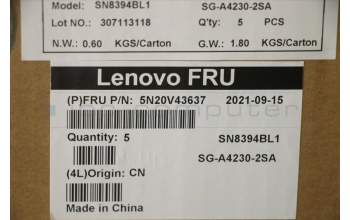 Model: SN8394BL1 SG-A4230-2SA
Lot NO.: 307113118 Q'ty: 5 PCS
N.W.: 0.60 KGS/Carton G.W.: 1.80 KGS/Carton
Lenovo FRU
(P)FRU P/N: 5N20V43637 2021-09-15
Quantity: 5 SN8394BL1
SG-A4230-2SA
(4L)Origin: CN
Made in China